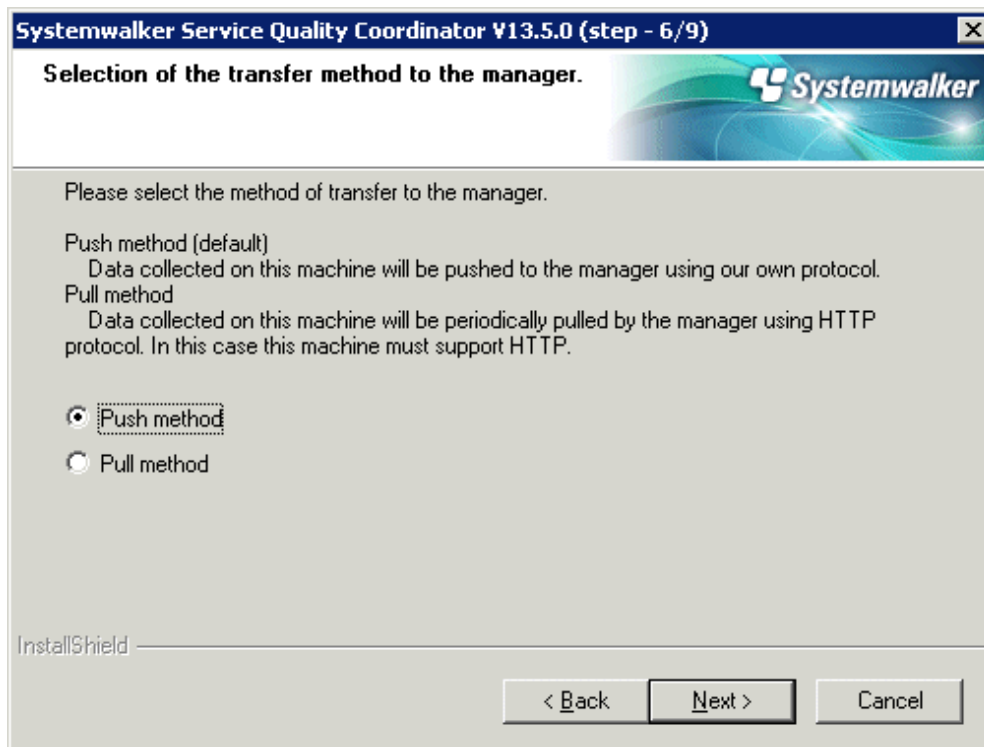 Systemwalker Service Quality Coordinator V13.5.0 (step - 6/9)
Selection of the transfer method to the manager.
Systemwalker
Please select the method of transfer to the manager.
Push method (default)
Data collected on this machine will be pushed to the manager using our own protocol.
Pull method
Data collected on this machine will be periodically pulled by the manager using HTTP
protocol. In this case this machine must support HTTP.
Push method
Pull method
InstallShield
< Back Next > Cancel